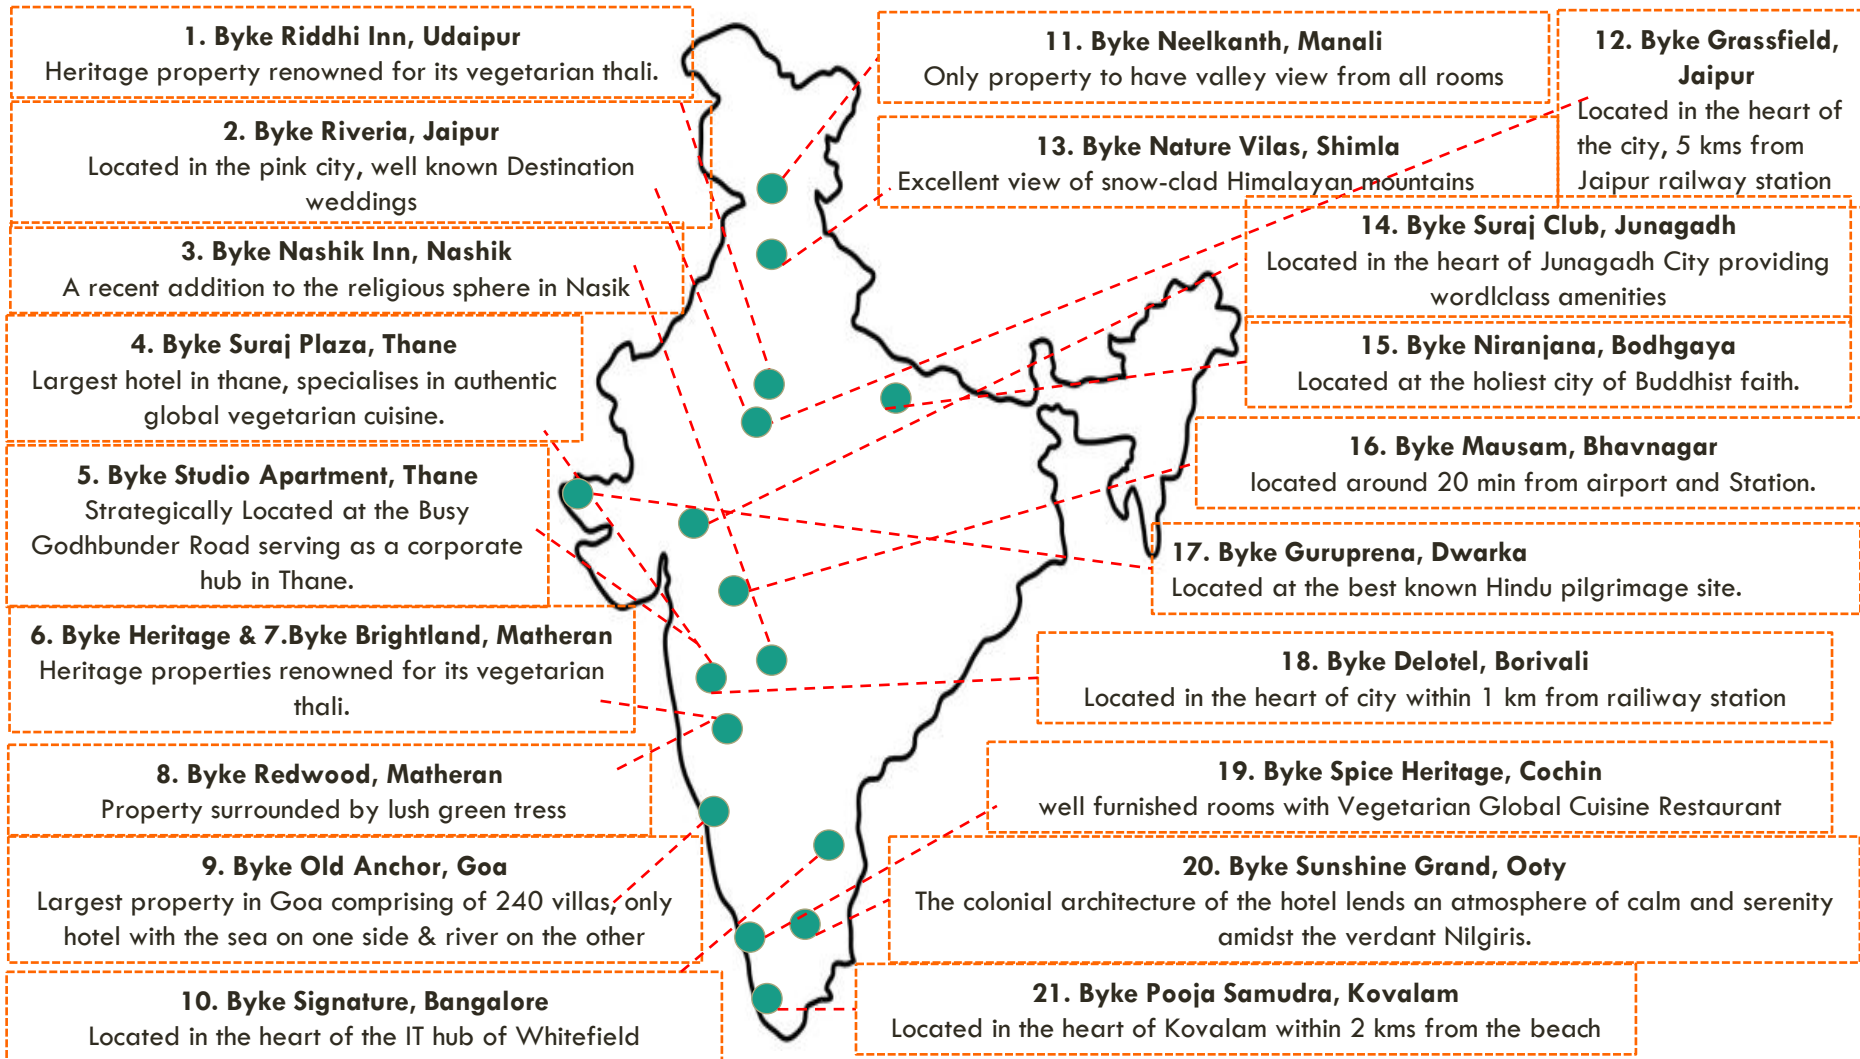 1. Byke Riddhi Inn, Udaipur
Heritage property renowned for its vegetarian thali.
2. Byke Riveria, Jaipur
Located in the pink city, well known Destination
weddings
3. Byke Nashik Inn, Nashik
A recent addition to the religious sphere in Nasik
4. Byke Suraj Plaza, Thane
Largest hotel in thane, specialises in authentic
global vegetarian cuisine.
5. Byke Studio Apartment, Thane
Strategically Located at the Busy
Godhbunder Road serving as a corporate
hub in Thane.
6. Byke Heritage & 7.Byke Brightland, Matheran
Heritage properties renowned for its vegetarian
thali.
8. Byke Redwood, Matheran
Property surrounded by lush green tress
9. Byke Old Anchor, Goa
Largest property in Goa comprising of 240 villas, only
hotel with the sea on one side & river on the other
10. Byke Signature, Bangalore
Located in the heart of the IT hub of Whitefield
11. Byke Neelkanth, Manali
Only property to have valley view from all rooms
12. Byke Grassfield,
Jaipur
Located in the heart of
the city, 5 kms from
Jaipur railway station
13. Byke Nature Vilas, Shimla
Excellent view of snow-clad Himalayan mountains
14. Byke Suraj Club, Junagadh
Located in the heart of Junagadh City providing
wordlclass amenities
15. Byke Niranjana, Bodhgaya
Located at the holiest city of Buddhist faith.
16. Byke Mausam, Bhavnagar
located around 20 min from airport and Station.
17. Byke Guruprena, Dwarka
Located at the best known Hindu pilgrimage site.
18. Byke Delotel, Borivali
Located in the heart of city within 1 km from railiway station
19. Byke Spice Heritage, Cochin
well furnished rooms with Vegetarian Global Cuisine Restaurant
20. Byke Sunshine Grand, Ooty
The colonial architecture of the hotel lends an atmosphere of calm and serenity
amidst the verdant Nilgiris.
21. Byke Pooja Samudra, Kovalam
Located in the heart of Kovalam within 2 kms from the beach